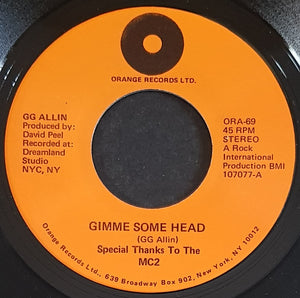 ORANGE RECORDS LTD.
GG ALLIN
Produced by:
David Peel
Recorded at:
Dreamland
Studio
NYC, NY
ORA-69
45 RPM
STEREO
A Rock
International
Production BMI
107077-A
GIMME SOME HEAD
(GG Allin)
Special Thanks To The
MC2
Orange Records Ltd., 639 Broadway Box 902, New York, N.Y. 10012